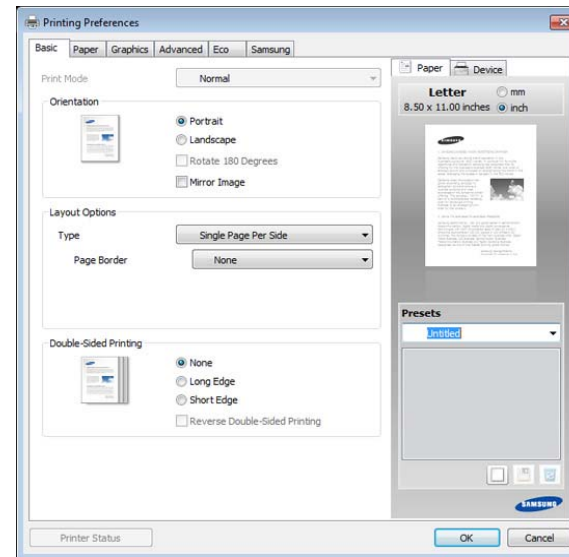 Printing Preferences
Basic Paper Graphics Advanced Eco Samsung
Print Mode Normal
Orientation
Portrait
Landscape
Rotate 180 Degrees
Mirror Image
Layout Options
Type Single Page Per Side
Page Border None
Double-Sided Printing
None
Long Edge
Short Edge
Reverse Double-Sided Printing
Printer Status
Paper Device
Letter mm
8.50 x 11.00 inches inch
SAMSUNG
Presets
Untitled
SAMSUNG
OK Cancel